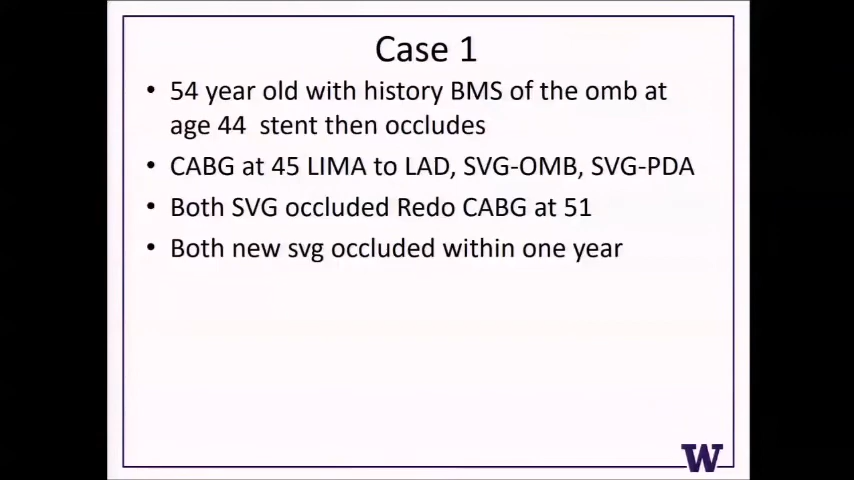 Case 1
• 54 year old with history BMS of the omb at
age 44 stent then occludes
• CABG at 45 LIMA to LAD, SVG-OMB, SVG-PDA
• Both SVG occluded Redo CABG at 51
• Both new svg occluded within one year
W